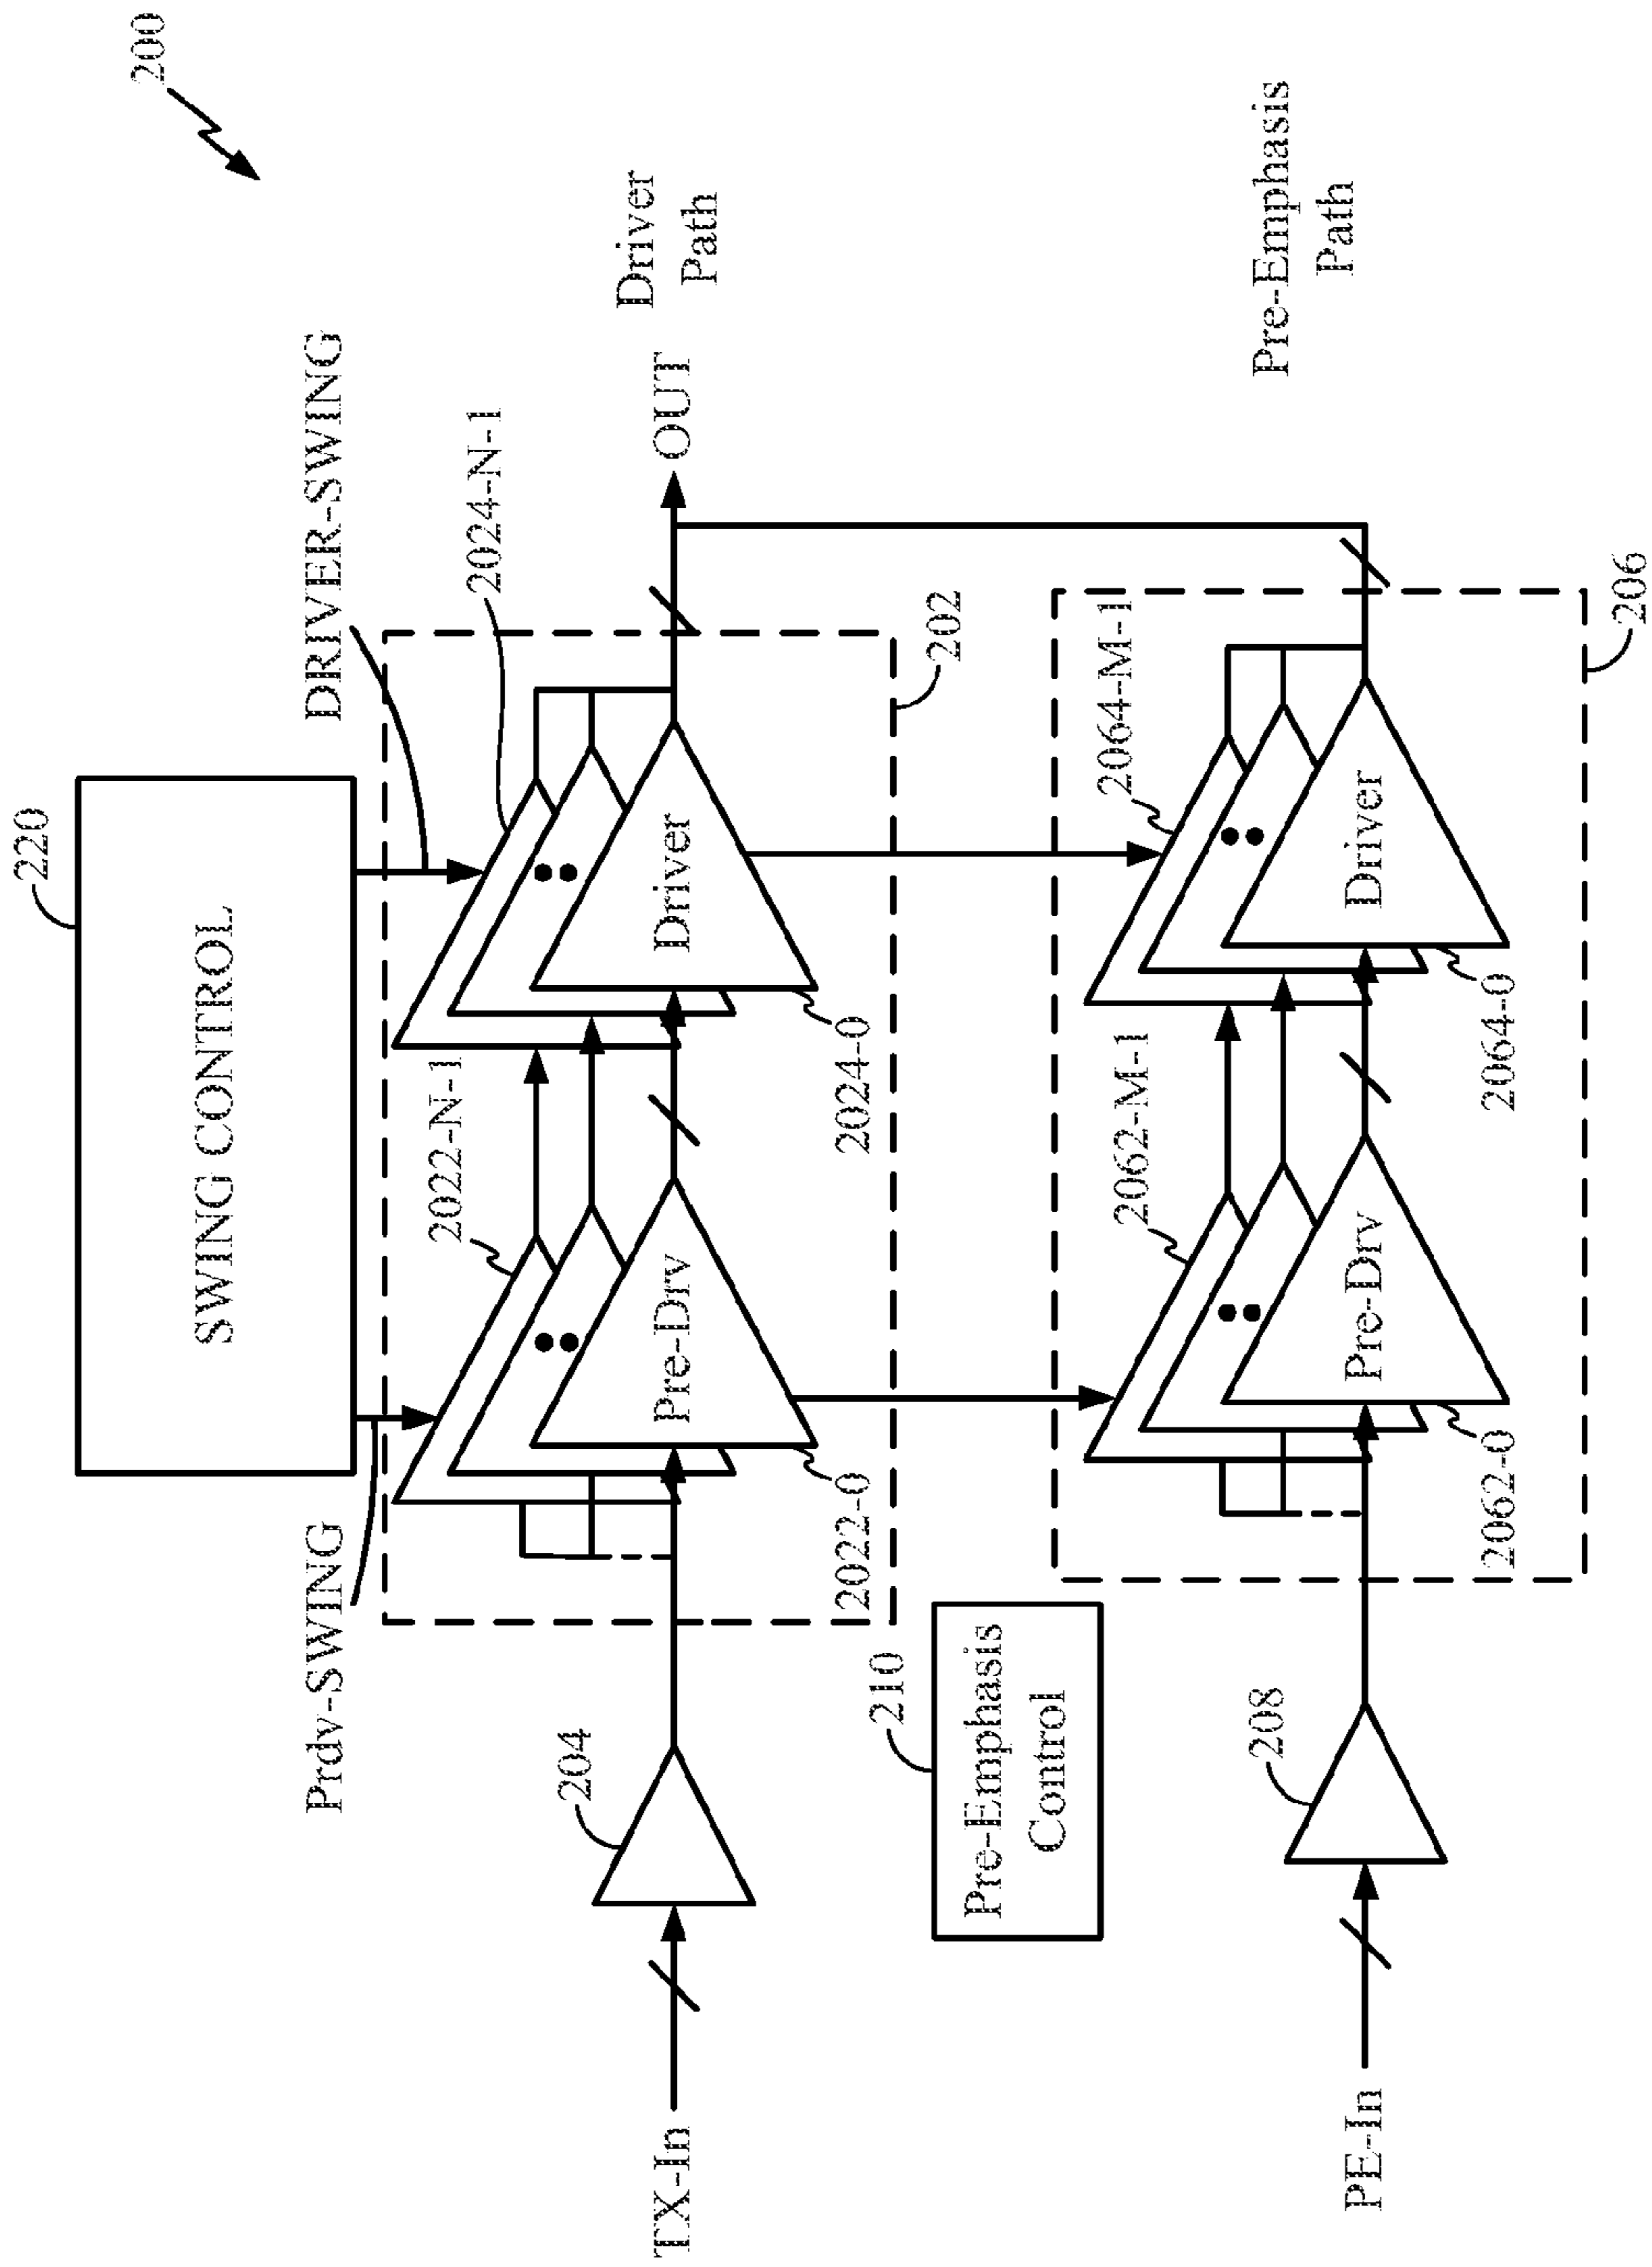 200
220
SWING CONTROL
Prdv-SWING
DRIVER-SWING
2022-N-1
2024-N-1
204
TX-In
Pre-Drv
Driver
OUT
Driver
Path
2022-0
2024-0
202
210
Pre-Emphasis
Control
2062-M-1
2064-M-1
208
PE-In
Pre-Drv
Driver
Pre-Emphasis
Path
2062-0
2064-0
206